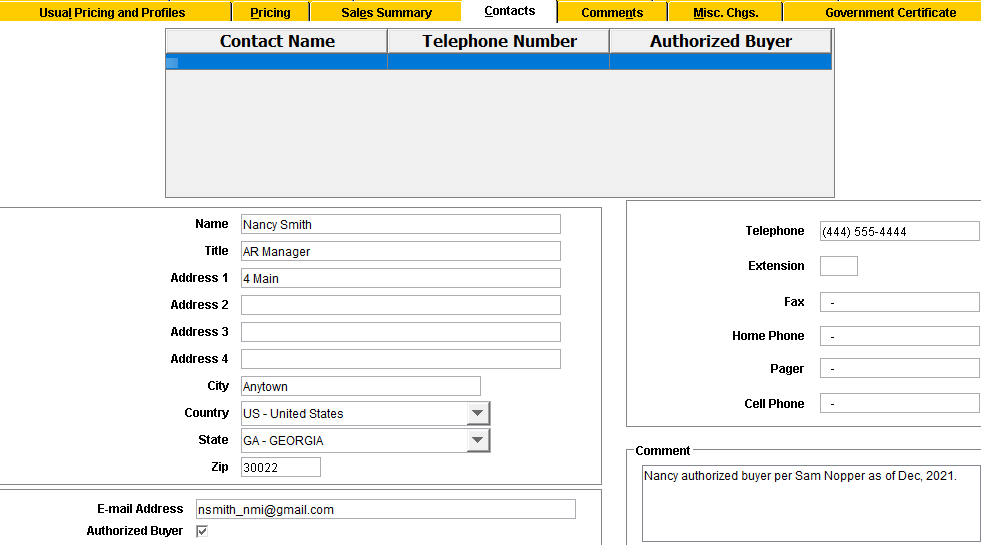 Usual Pricing and Profiles Pricing Sales Summary Contacts Comments Misc. Chgs. Government Certificate
Contact Name Telephone Number Authorized Buyer
Name Nancy Smith
Title AR Manager
Address 1 4 Main
Address 2
Address 3
Address 4
City Anytown
Country US - United States
State GA - GEORGIA
Zip 30022
E-mail Address nsmith_nmi@gmail.com
Authorized Buyer
Telephone (444) 555-4444
Extension
Fax -
Home Phone -
Pager -
Cell Phone -
Comment
Nancy authorized buyer per Sam Nopper as of Dec, 2021.